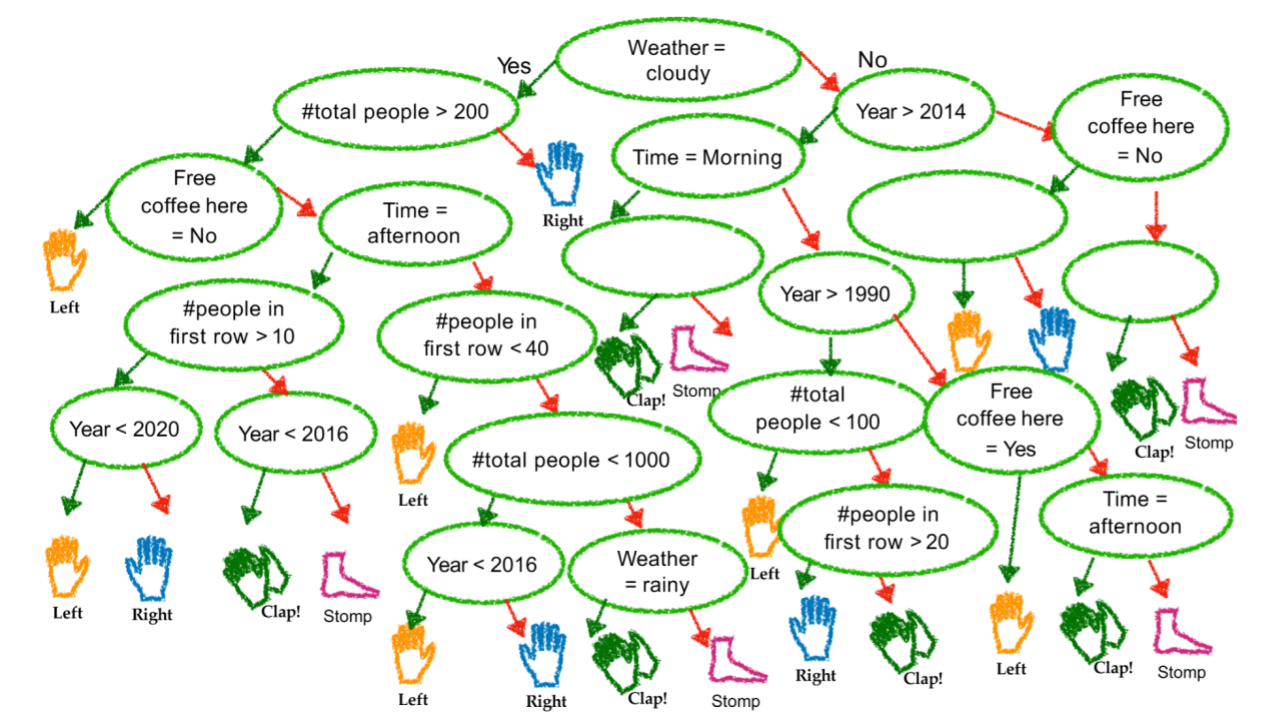 Weather =
cloudy
Yes
No
#total people > 200
Year > 2014
Free
coffee here
= No
Time = Morning
Free
coffee here
= No
Right
Time =
afternoon
Left
Year > 1990
#people in
first row > 10
#people in
first row < 40
Clap!
Stomp
#total
people < 100
Free
coffee here
= Yes
Clap!
Stomp
Year < 2020
Year < 2016
Left
#total people < 1000
Time =
afternoon
#people in
first row > 20
Left
Year < 2016
Weather
= rainy
Left
Right
Clap!
Stomp
Right
Clap!
Left
Clap!
Stomp
Left
Right
Clap!
Stomp